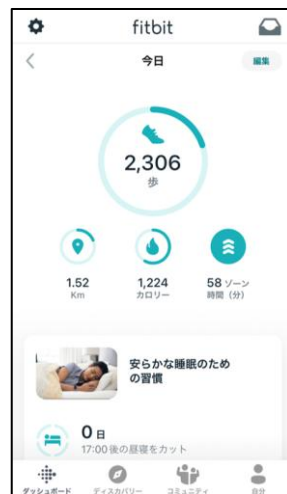 fitbit
今日
編集
2,306
歩
1.52
Km
1,224
カロリー
58 ゾーン
時間（分）
安らかな睡眠のため
の習慣
0 日
17:00後の昼寝をカット
ダッシュボード
ディスカバリー
コミュニティ
自分